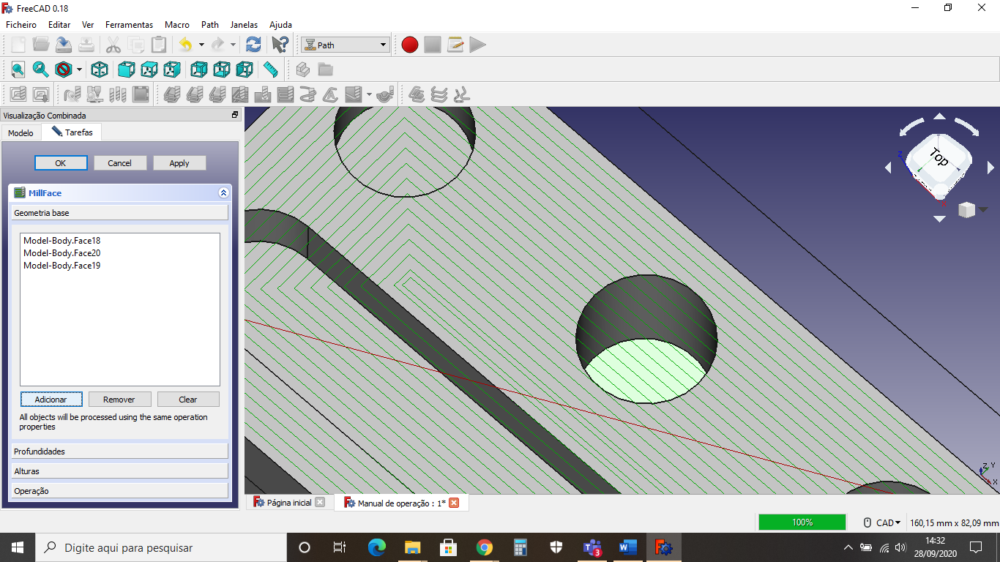 FreeCAD 0.18
Ficheiro Editar Ver Ferramentas Macro Path Janelas Ajuda
Path
Visualização Combinada
Modelo Tarefas
OK Cancel Apply
MillFace
Geometria base
Model-Body.Face18
Model-Body.Face20
Model-Body.Face19
Adicionar Remover Clear
All objects will be processed using the same operation
properties
Profundidades
Alturas
Operação
Top
Z
Z Y
X
Página inicial Manual de operação : 1*
100% CAD 160,15 mm x 82,09 mm
Digite aqui para pesquisar
3
14:32
28/09/2020